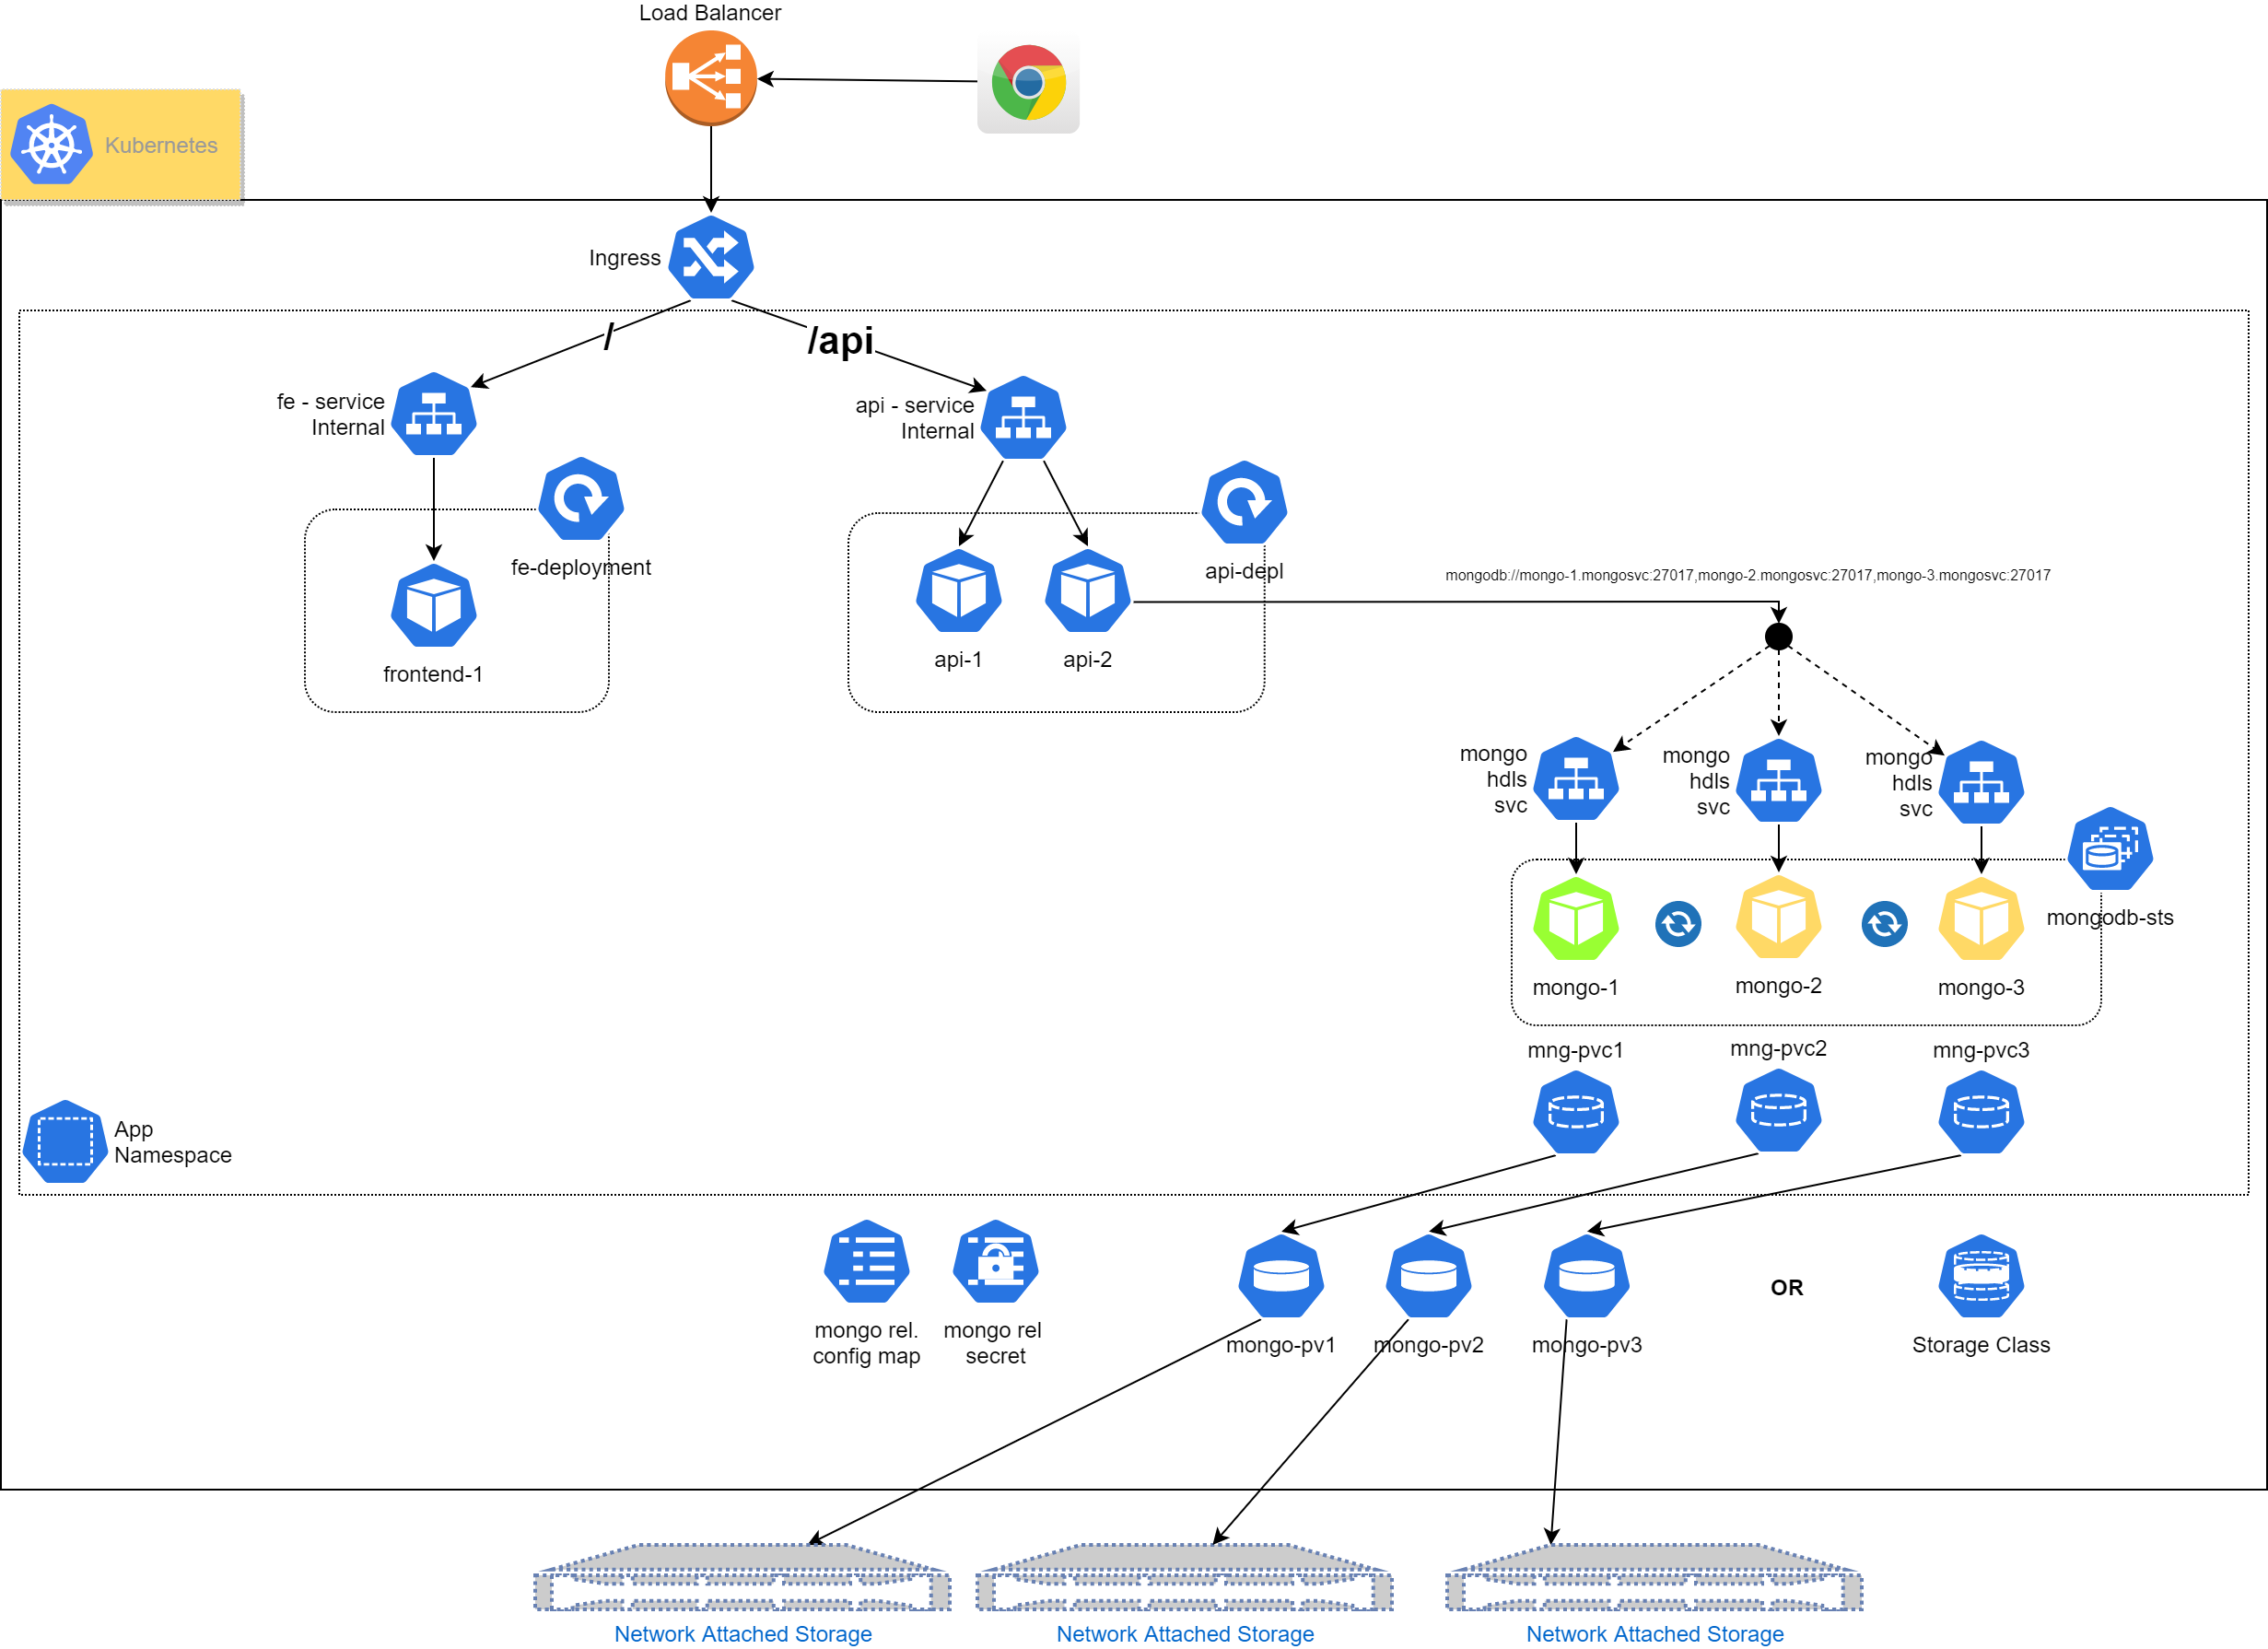 Load Balancer
Kubernetes
Ingress
/
/api
fe - service
Internal
api - service
Internal
fe-deployment
api-depl
mongodb://mongo-1.mongosvc:27017,mongo-2.mongosvc:27017,mongo-3.mongosvc:27017
frontend-1
api-1
api-2
mongo
hdls
svc
mongo
hdls
svc
mongo
hdls
svc
mongodb-sts
mongo-1
mongo-2
mongo-3
mng-pvc1
mng-pvc2
mng-pvc3
App
Namespace
mongo rel.
config map
mongo rel
secret
mongo-pv1
mongo-pv2
mongo-pv3
OR
Storage Class
Network Attached Storage
Network Attached Storage
Network Attached Storage